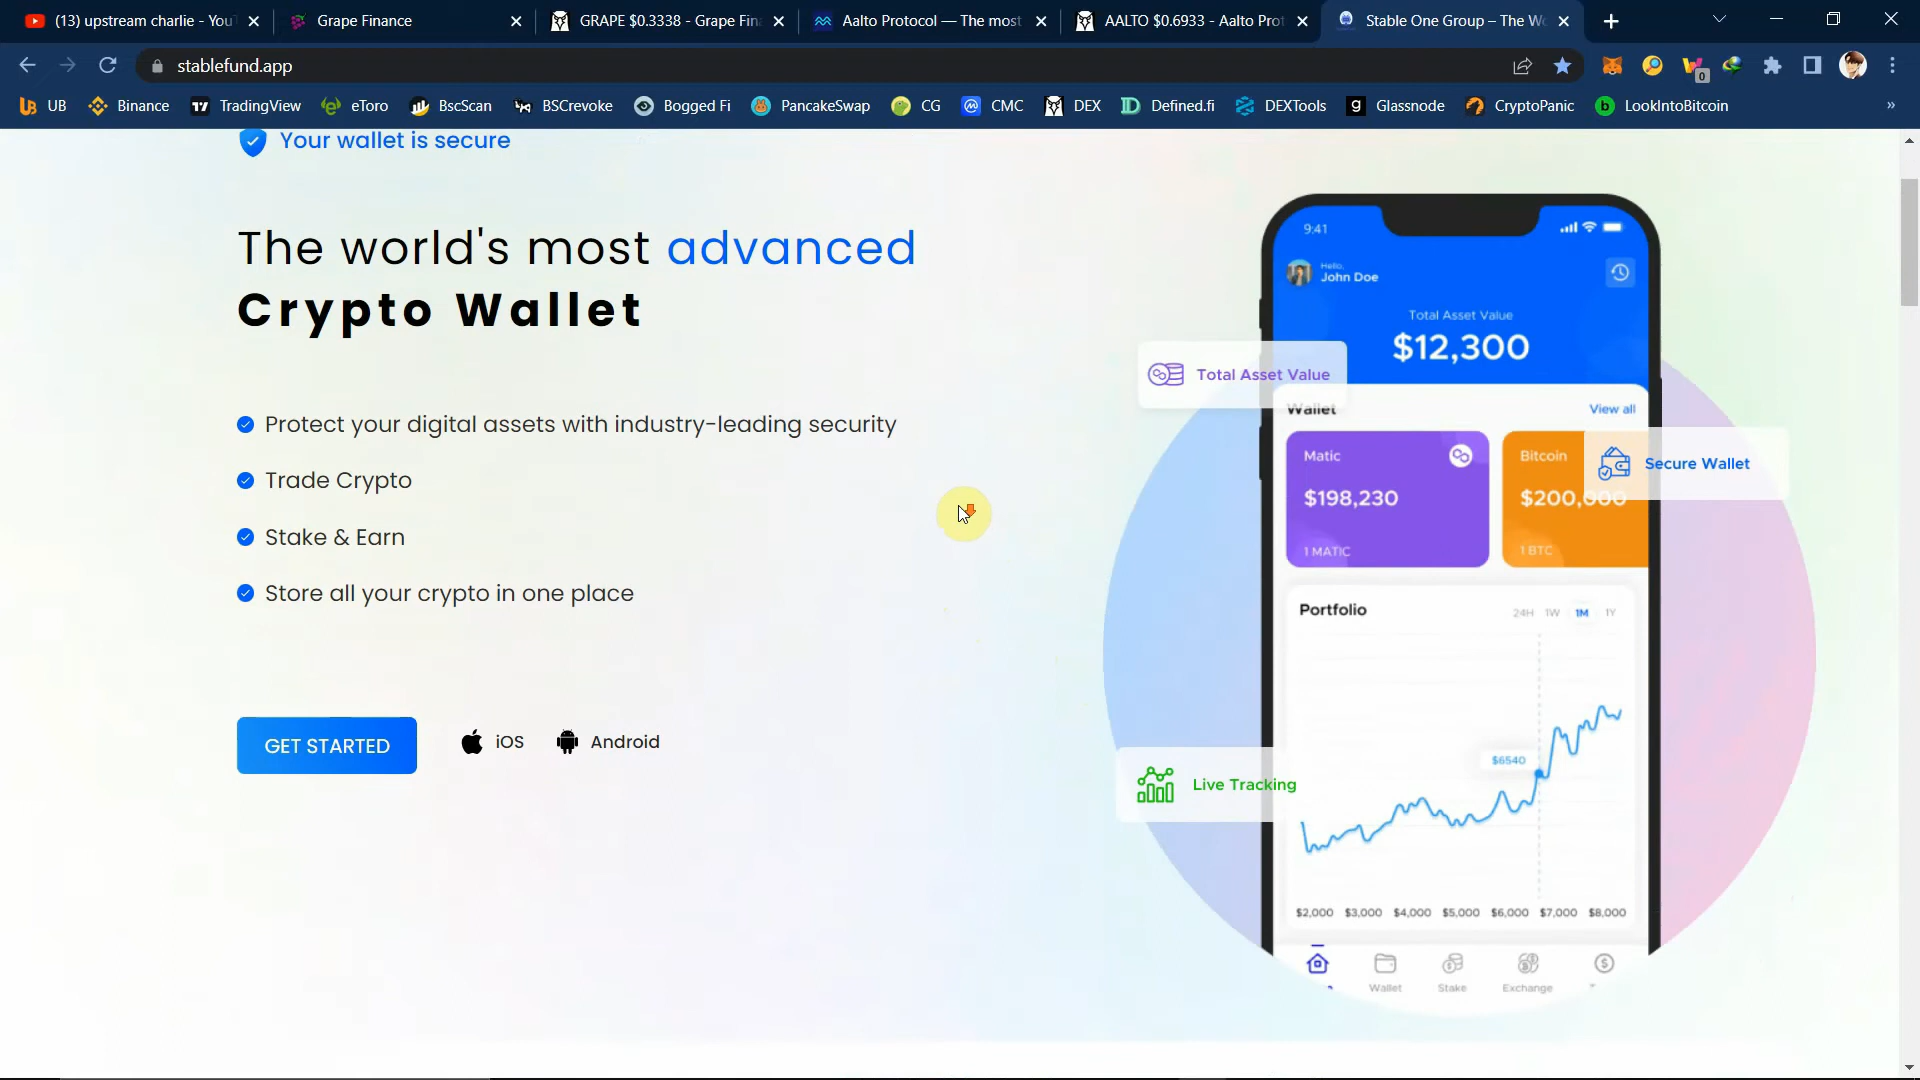 (13) upstream charlie - You
Grape Finance
GRAPE $0.3338 - Grape Fin
Aalto Protocol — The most
AALTO $0.6933 - Aalto Prot
Stable One Group – The Wo
stablefund.app
0
UB
Binance
TradingView
eToro
BscScan
BSCrevoke
Bogged Fi
PancakeSwap
CG
CMC
DEX
Defined.fi
DEXTools
Glassnode
CryptoPanic
LookIntoBitcoin
»
Your wallet is secure
The world's most advanced
Crypto Wallet
Protect your digital assets with industry-leading security
Trade Crypto
Stake & Earn
Store all your crypto in one place
GET STARTED
iOS
Android
9:41
Hello,
John Doe
Total Asset Value
$12,300
Total Asset Value
Wallet
View all
Matic
$198,230
1 MATIC
Bitcoin
$200,000
1 BTC
Secure Wallet
Portfolio
24H 1W 1M 1Y
$6540
Live Tracking
$2,000 $3,000 $4,000 $5,000 $6,000 $7,000 $8,000
Wallet
Stake
Exchange